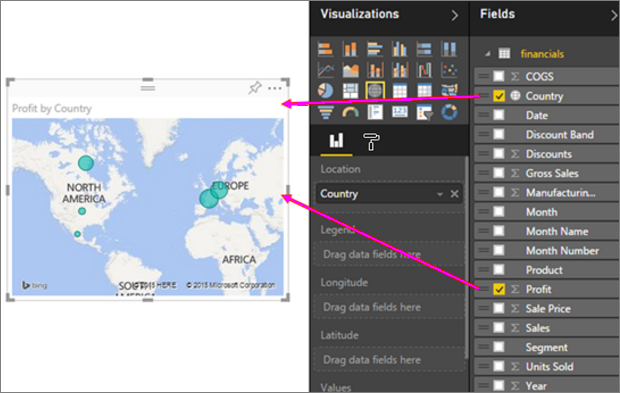 Visualizations
Fields
financials
COGS
Country
Date
Discount Band
Discounts
Gross Sales
Manufacturin...
Month
Month Name
Month Number
Product
Profit
Sale Price
Sales
Segment
Units Sold
Year
Location
Country
Legend
Drag data fields here
Longitude
Drag data fields here
Latitude
Drag data fields here
Values
Profit by Country
NORTH
AMERICA
EUROPE
AFRICA
SOUTH
AMERICA
bing
© 2015 HERE
© 2015 Microsoft Corporation